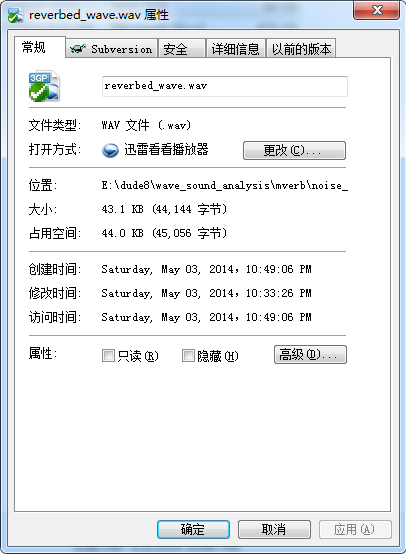 reverbed_wave.wav 属性
常规 Subversion 安全 详细信息 以前的版本
3GP
reverbed_wave.wav
文件类型: WAV 文件 (.wav)
打开方式: 迅雷看看播放器 更改(C)...
位置: E:\dude8\wave_sound_analysis\mverb\noise_
大小: 43.1 KB (44,144 字节)
占用空间: 44.0 KB (45,056 字节)
创建时间: Saturday, May 03, 2014, 10:49:06 PM
修改时间: Saturday, May 03, 2014, 10:33:26 PM
访问时间: Saturday, May 03, 2014, 10:49:06 PM
属性: 只读(R) 隐藏(H) 高级(D)...
确定 取消 应用(A)